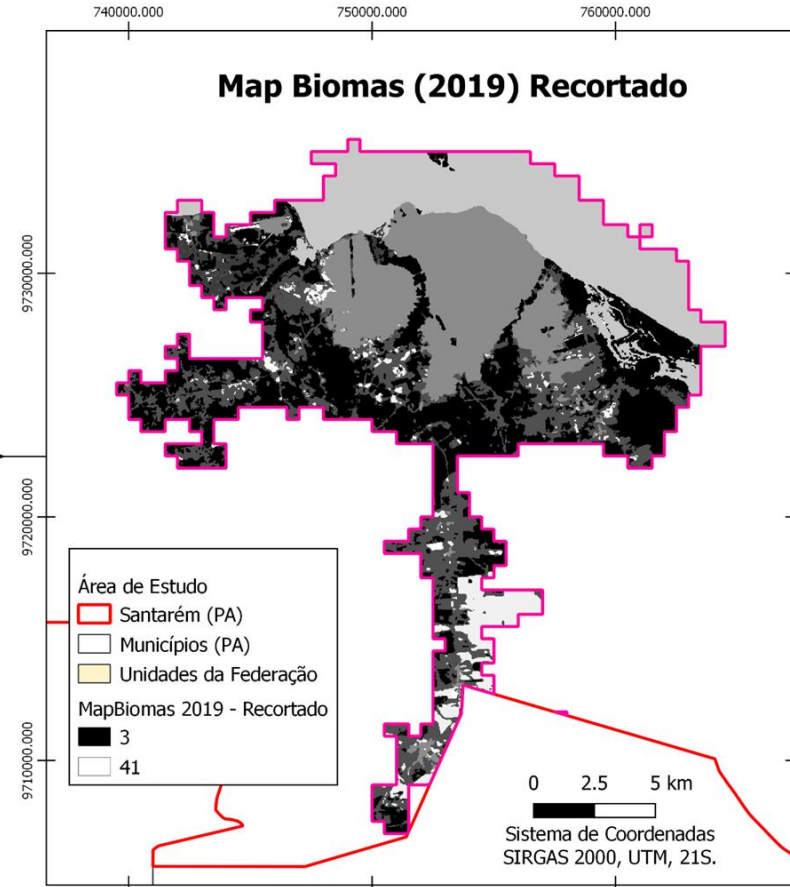 740000.000 750000.000 760000.000
Map Biomas (2019) Recortado
9730000.000
9720000.000
9710000.000
Área de Estudo
Santarém (PA)
Municípios (PA)
Unidades da Federação
MapBiomas 2019 - Recortado
3
41
0 2.5 5 km
Sistema de Coordenadas
SIRGAS 2000, UTM, 21S.